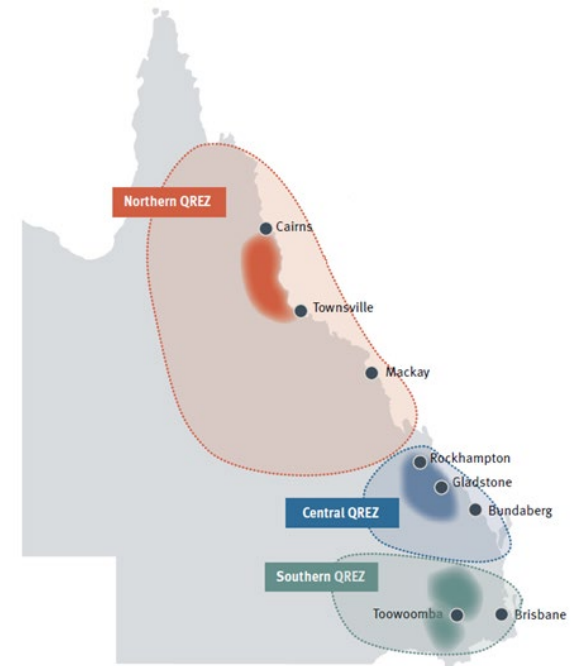 Northern QREZ
Cairns
Townsville
Mackay
Rockhampton
Gladstone
Central QREZ
Bundaberg
Southern QREZ
Toowoomba
Brisbane